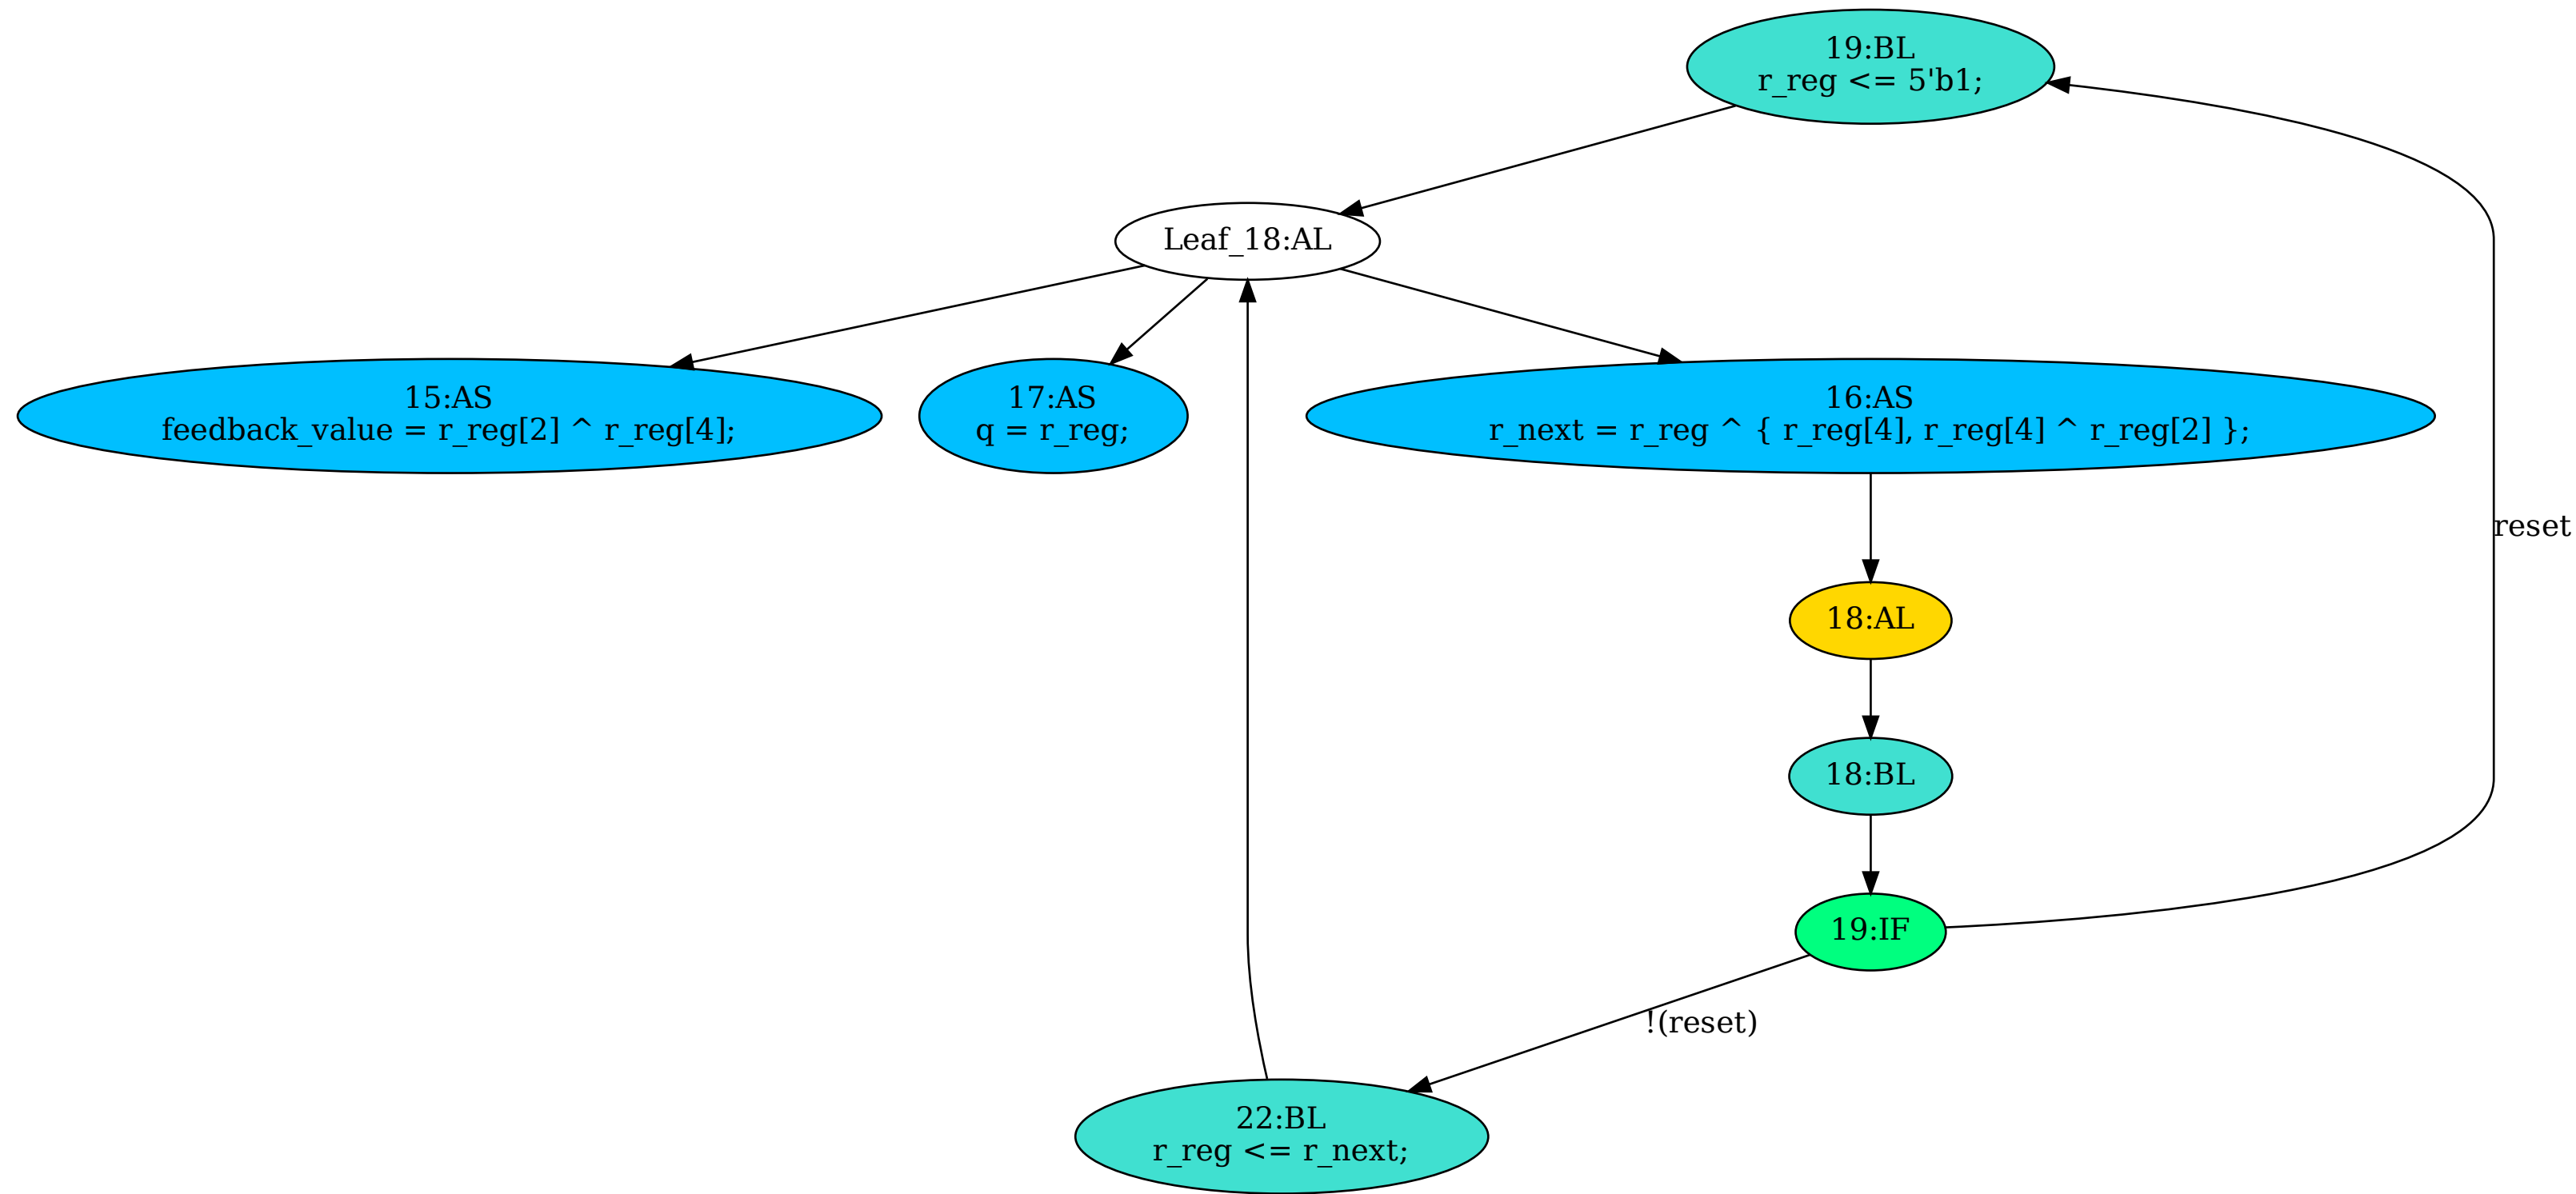 19:BL
r_reg <= 5'b1;
Leaf_18:AL
15:AS
feedback_value = r_reg[2] ^ r_reg[4];
17:AS
q = r_reg;
16:AS
r_next = r_reg ^ { r_reg[4], r_reg[4] ^ r_reg[2] };
reset
18:AL
18:BL
19:IF
!(reset)
22:BL
r_reg <= r_next;